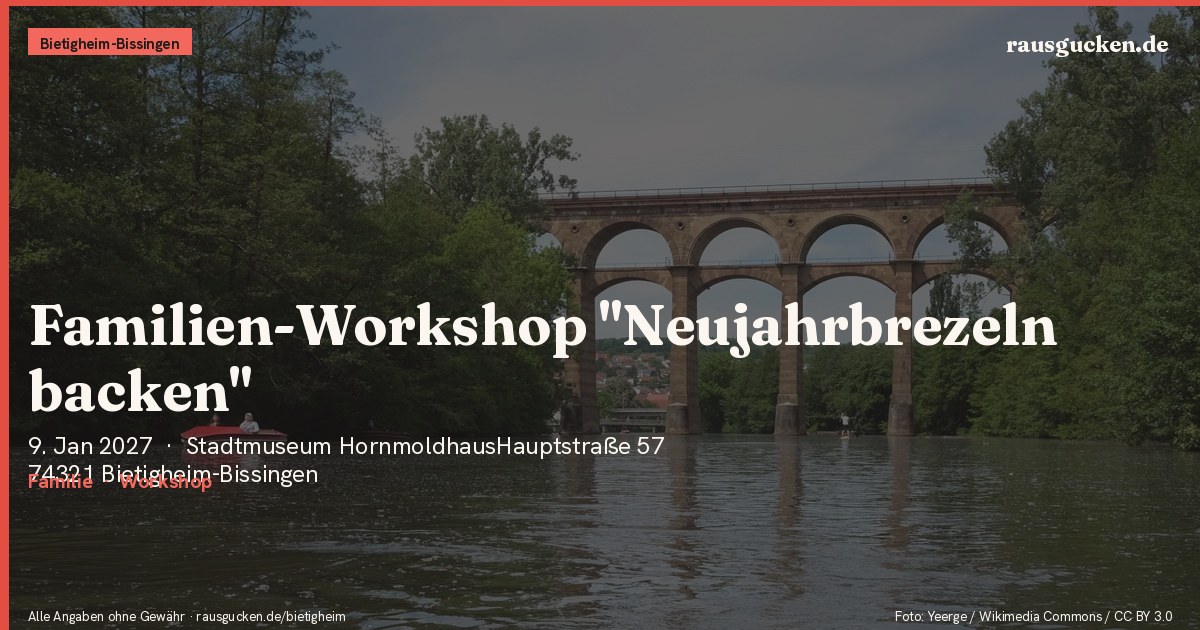 Bietigheim-Bissingen
rausgucken.de
Familien-Workshop "Neujahrbrezeln
backen"
9. Jan 2027 · Stadtmuseum HornmoldhausHauptstraße 57
74321 Bietigheim-Bissingen
Familie Workshop
Alle Angaben ohne Gewähr · rausgucken.de/bietigheim
Foto: Yeerge / Wikimedia Commons / CC BY 3.0